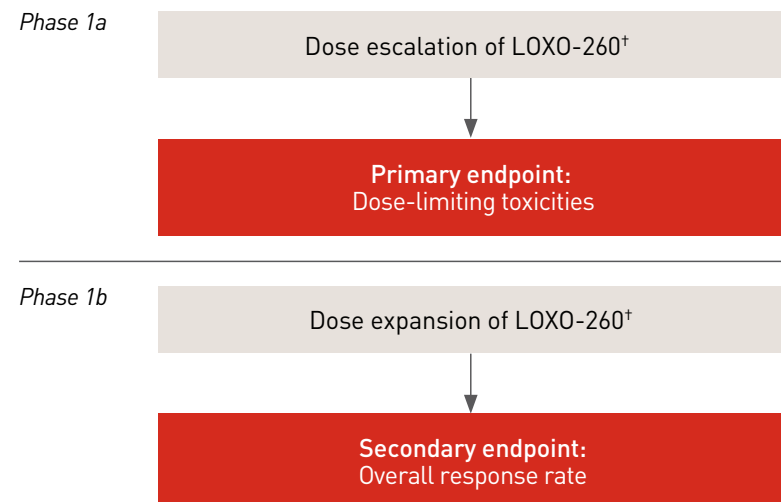 Phase 1a
Dose escalation of LOXO-260†
Primary endpoint:
Dose-limiting toxicities
Phase 1b
Dose expansion of LOXO-260†
Secondary endpoint:
Overall response rate